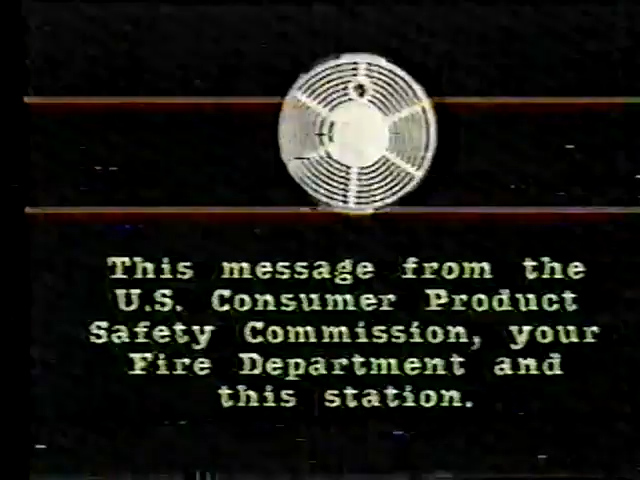 This message from the
U.S. Consumer Product
Safety Commission, your
Fire Department and
this station.